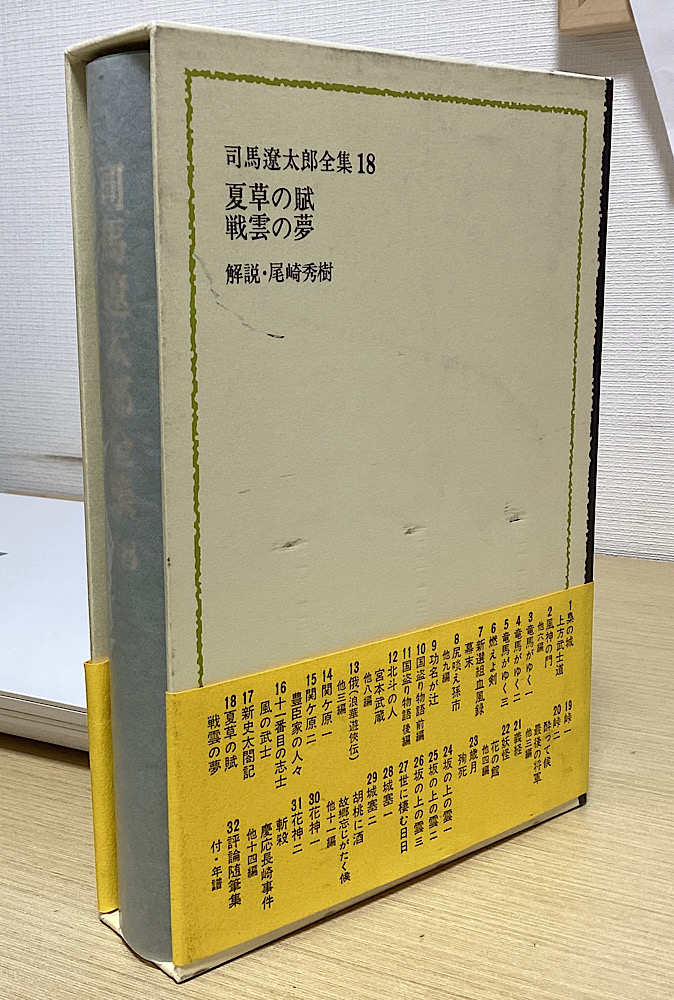 司馬遼太郎全集 18
夏草の賦
戦雲の夢
解説・尾崎秀樹
司馬遼太郎全集 18
1梟の城
上方武士道
2風神の門
他六編
3竜馬がゆく一
4竜馬がゆく二
5竜馬がゆく三
6燃えよ剣
7新選組血風録
幕末
8尻啖え孫市
他九編
9功名が辻
10国盗り物語前編
11国盗り物語後編
12北斗の人
宮本武蔵
他八編
13俄(浪華遊俠伝)
他三編
14関ケ原一
15関ケ原二
豊臣家の人々
16十一番目の志士
風の武士
17新史太閤記
18夏草の賦
戦雲の夢
19峠一
20峠二
酔って候
最後の将軍
他三編
21義経
22妖怪
花の館
他四編
23歳月
殉死
24坂の上の雲一
25坂の上の雲二
26坂の上の雲三
27世に棲む日日
28城塞一
29城塞二
胡桃に酒
故郷忘じがたく候
他十一編
30花神一
31花神二
斬殺
慶応長崎事件
他十四編
32評論随筆集
付・年譜